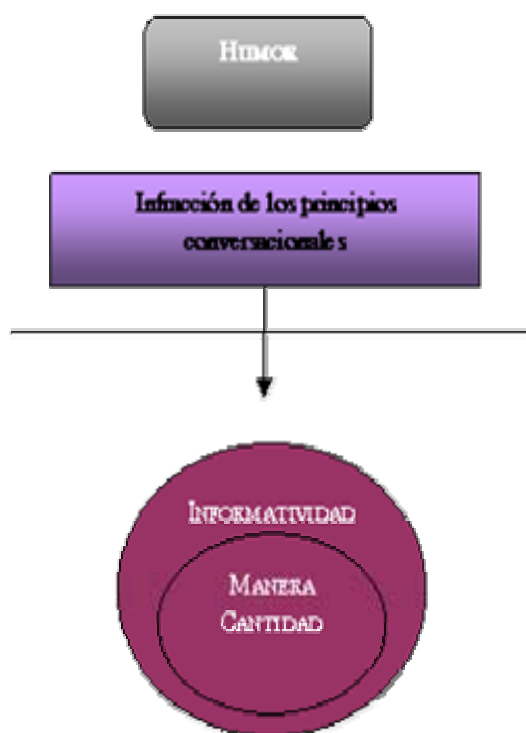 HUMOR
Infracción de los principios
conversacionales
INFORMATIVIDAD
MANERA
CANTIDAD